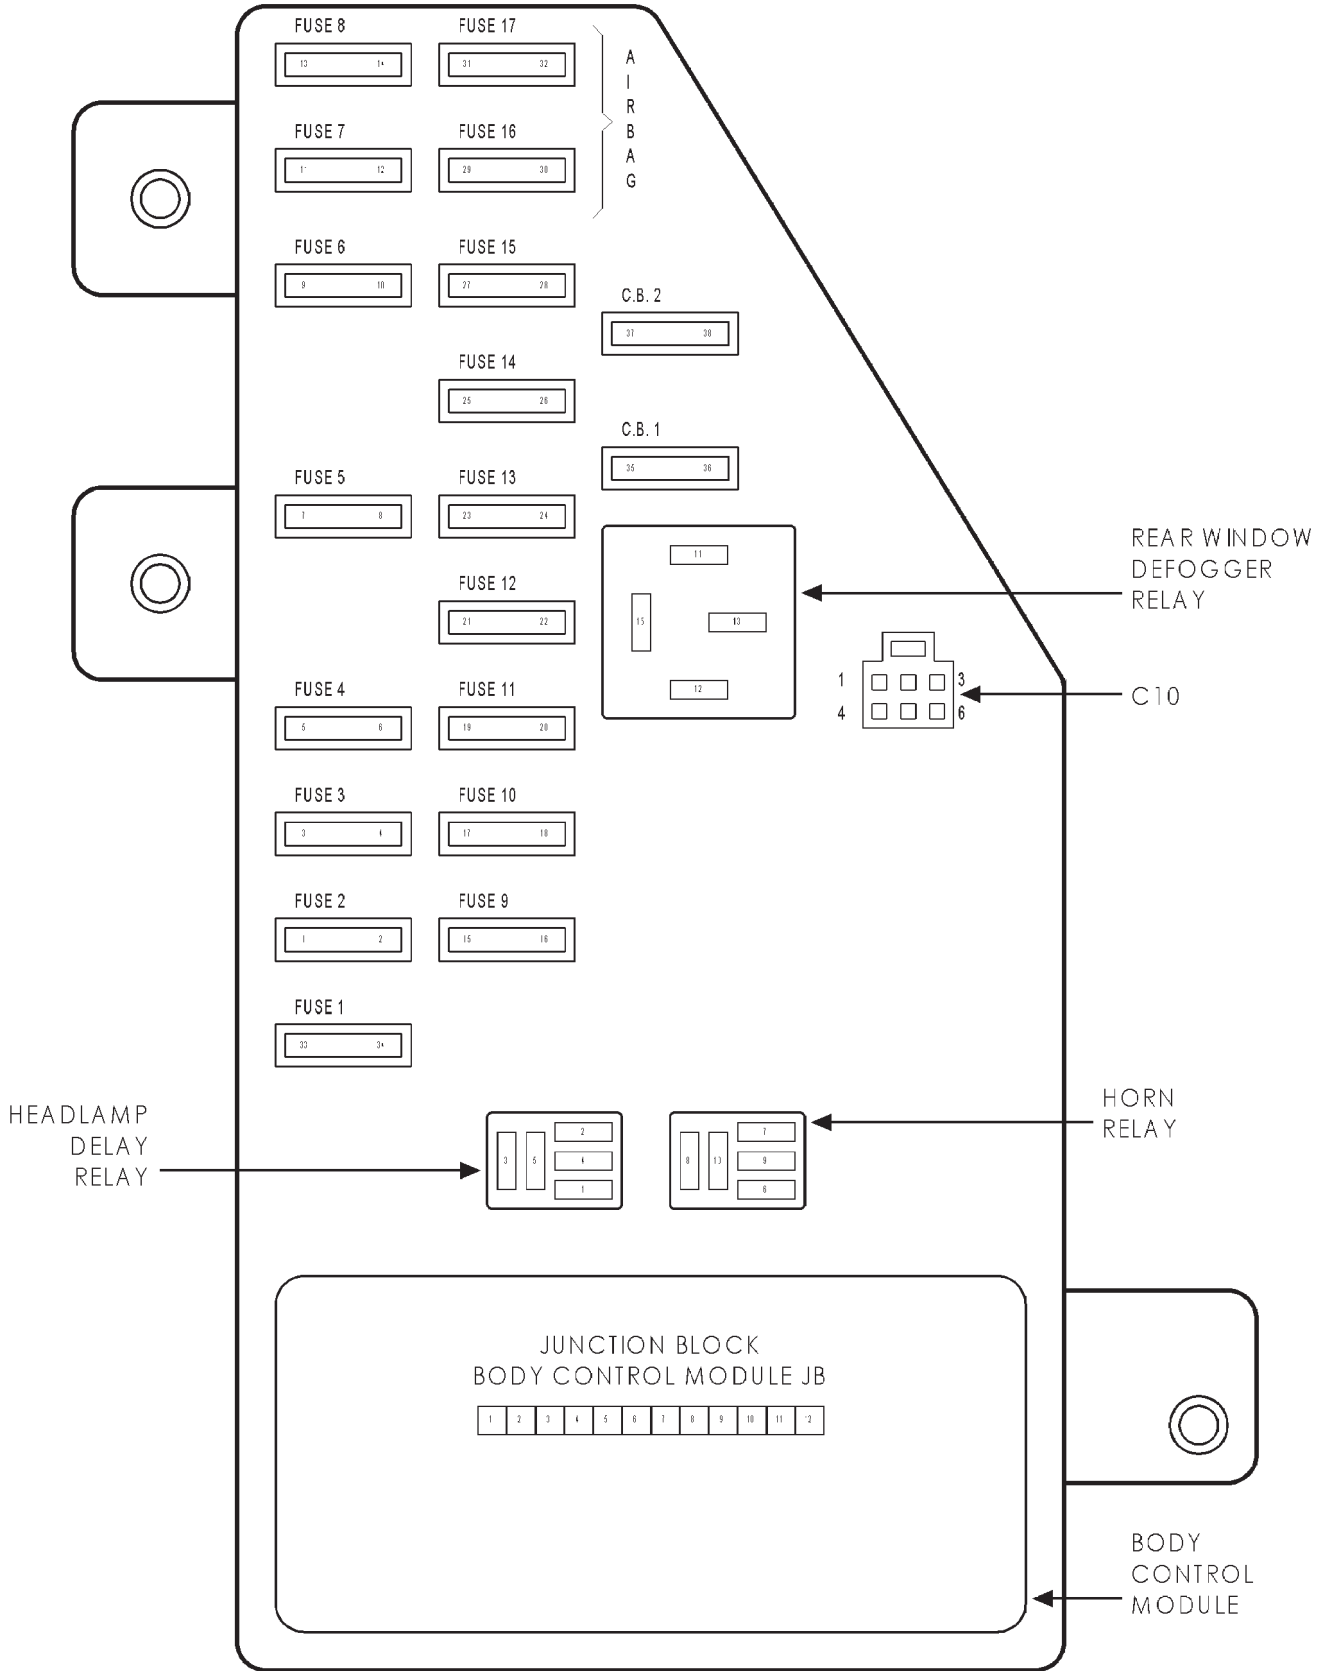 FUSE 8
FUSE 17
13 14
31 32
A
I
R
B
A
G
FUSE 7
FUSE 16
11 12
29 30
FUSE 6
FUSE 15
9 10
27 28
C.B. 2
37 38
FUSE 14
25 26
C.B. 1
35 36
FUSE 5
FUSE 13
7 8
23 24
REAR WINDOW
DEFOGGER
RELAY
11
15 13
12
FUSE 12
21 22
1 3
4 6
C10
FUSE 4
FUSE 11
5 6
19 20
FUSE 3
FUSE 10
3 4
17 18
FUSE 2
FUSE 9
1 2
15 16
FUSE 1
33 34
HEADLAMP
DELAY
RELAY
2
3 5 4
1
HORN
RELAY
7
8 10 9
6
JUNCTION BLOCK
BODY CONTROL MODULE JB
1 2 3 4 5 6 7 8 9 10 11 12
BODY
CONTROL
MODULE